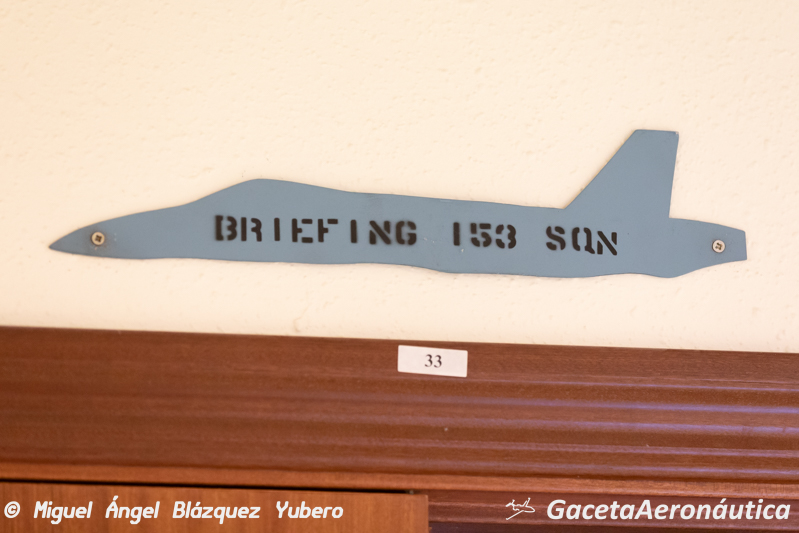 BRIEFING 153 SQN
33
© Miguel Ángel Blázquez Yubero
GacetaAeronáutica